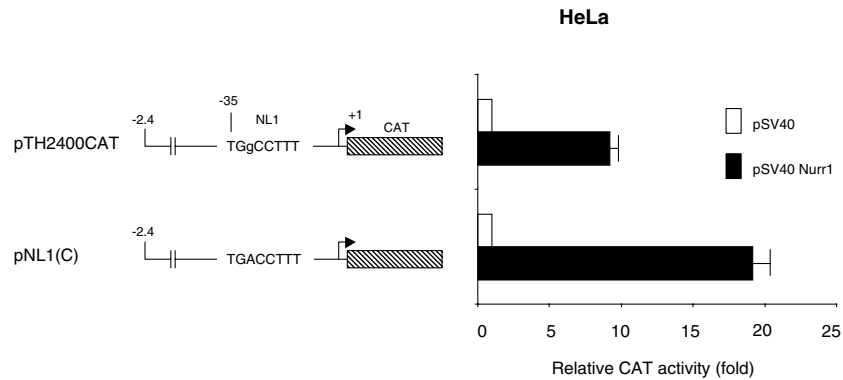 HeLa
-35
-2.4
NL1
+1
CAT
pTH2400CAT
TGgCCTTT
pSV40
pSV40 Nurr1
-2.4
pNL1(C)
TGACCTTT
0 5 10 15 20 25
Relative CAT activity (fold)